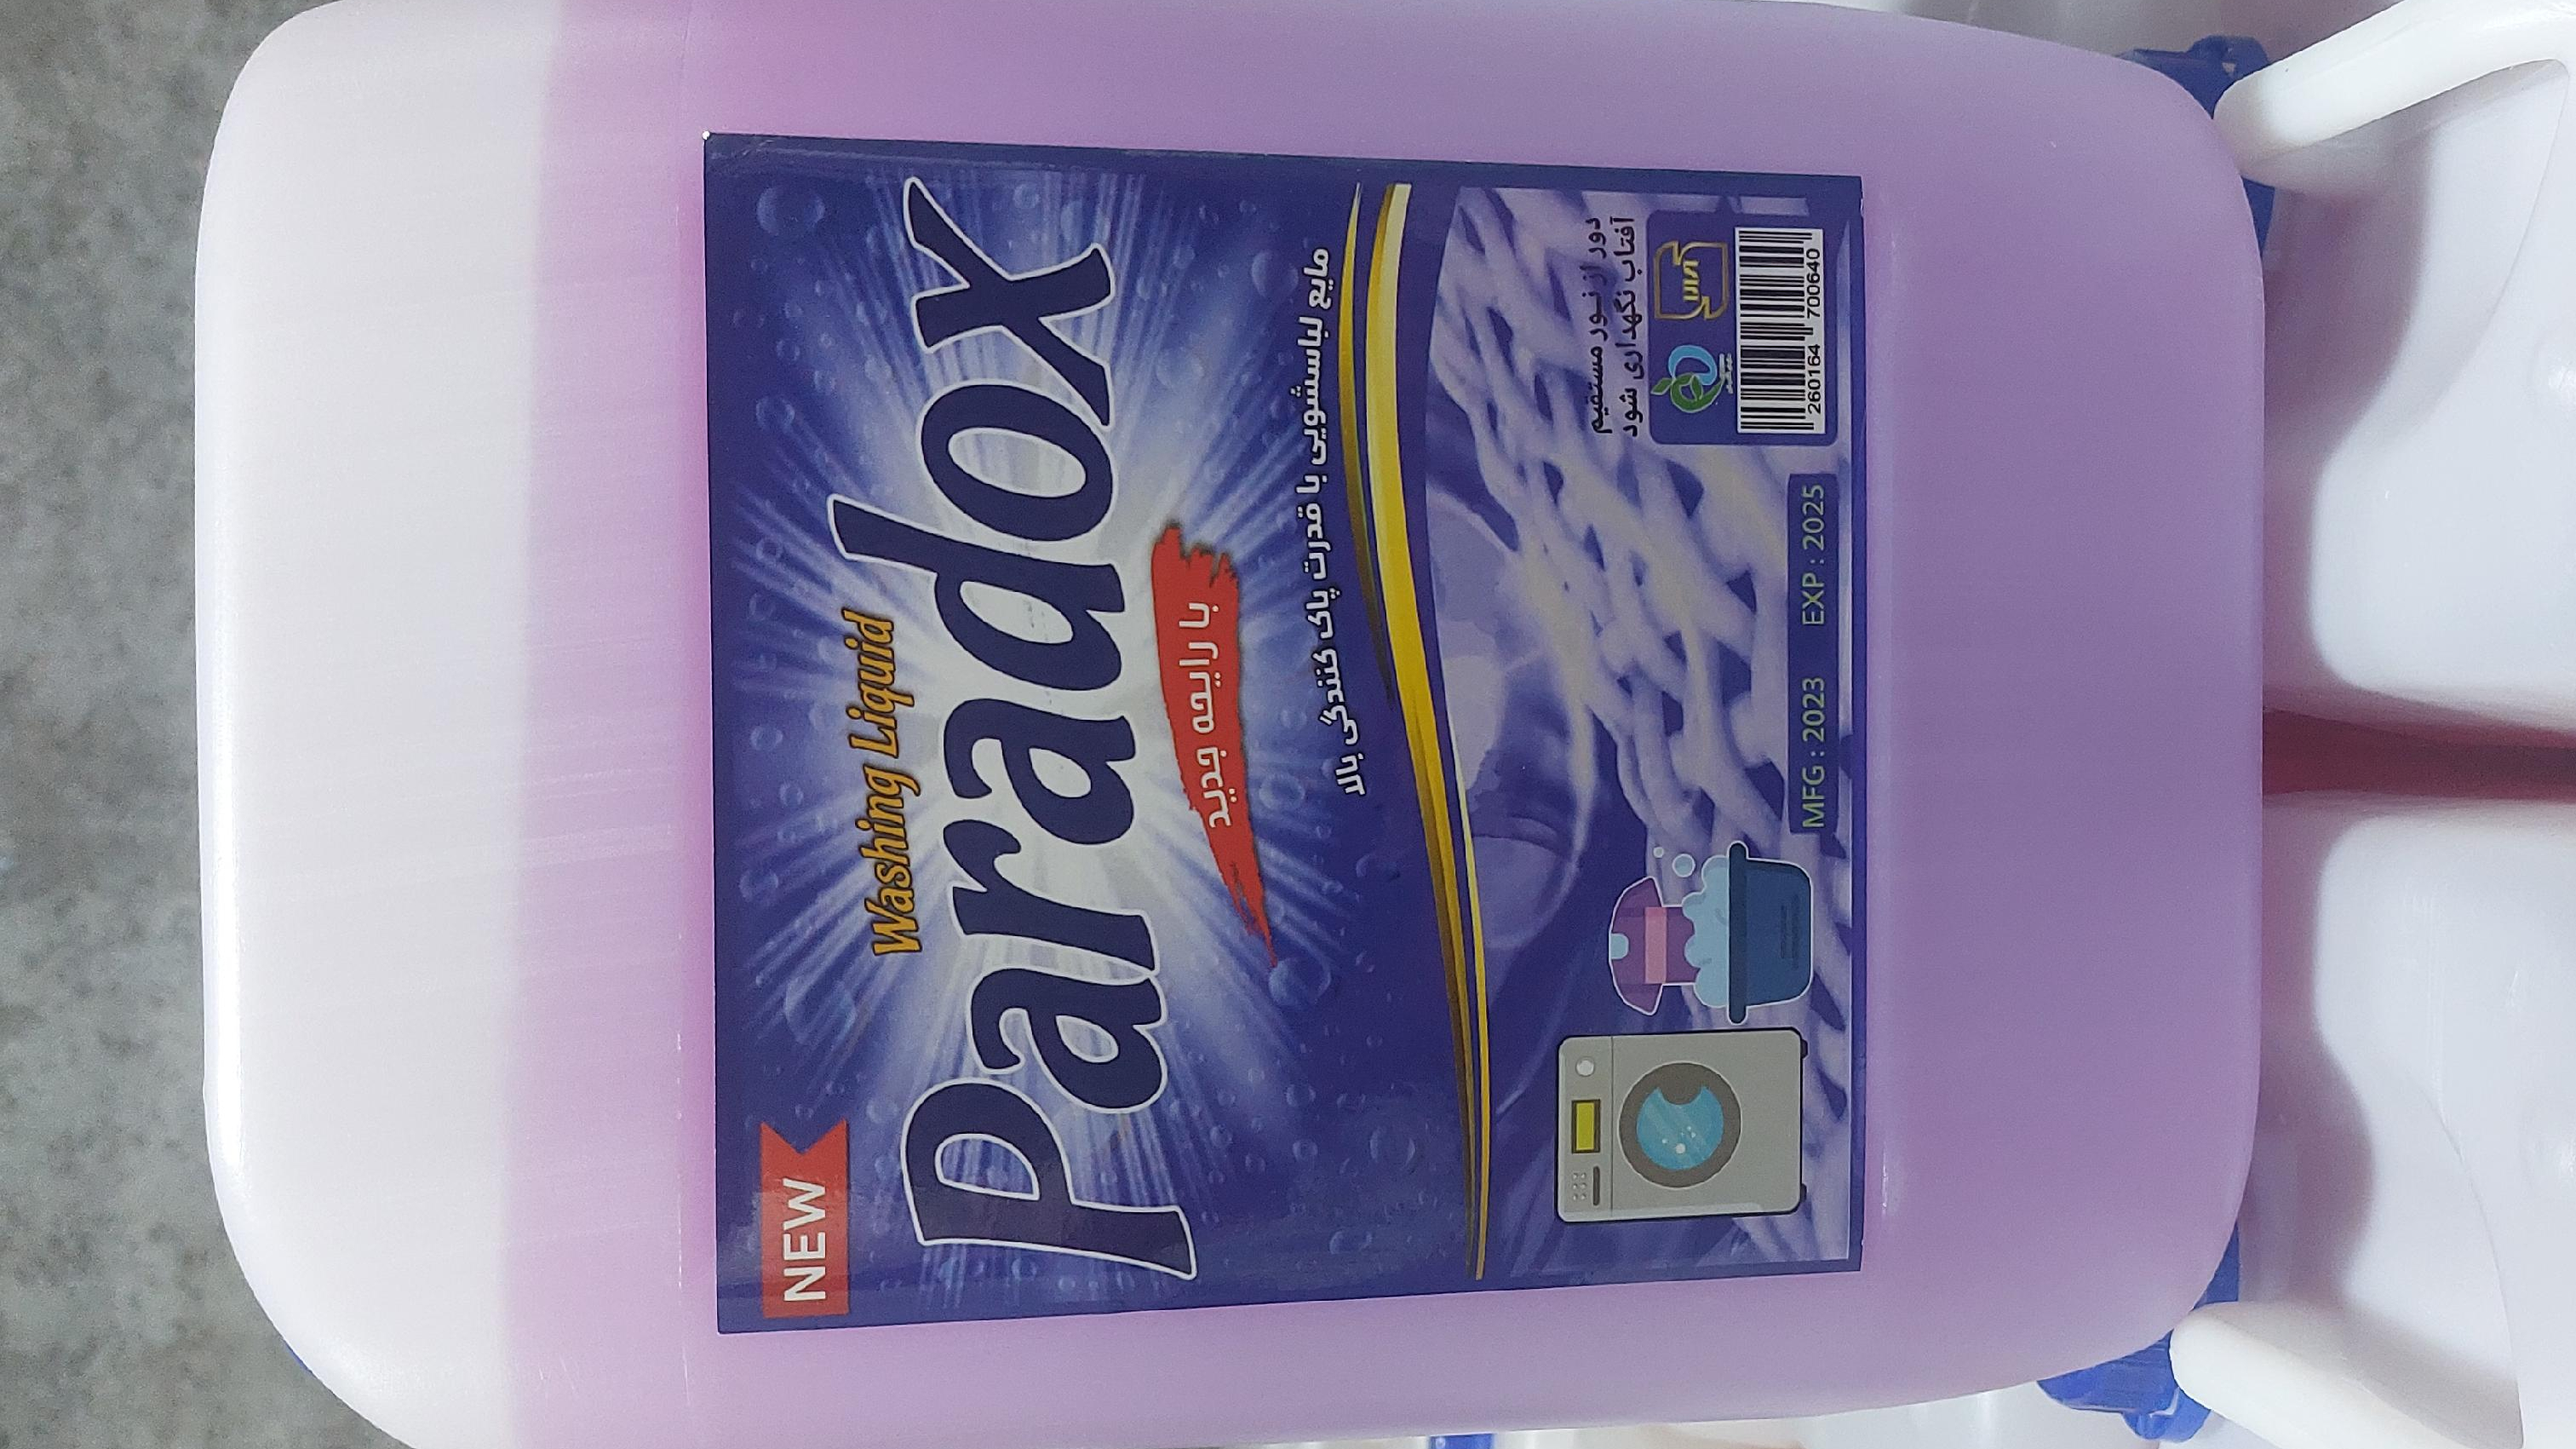 NEW
Washing Liquid
Paradox
با رایحه جدید
مایع لباسشویی با قدرت پاک کنندگی بالا
دور از نور مستقیم
آفتاب نگهداری شود
MFG : 2023 EXP : 2025
2600164 700640